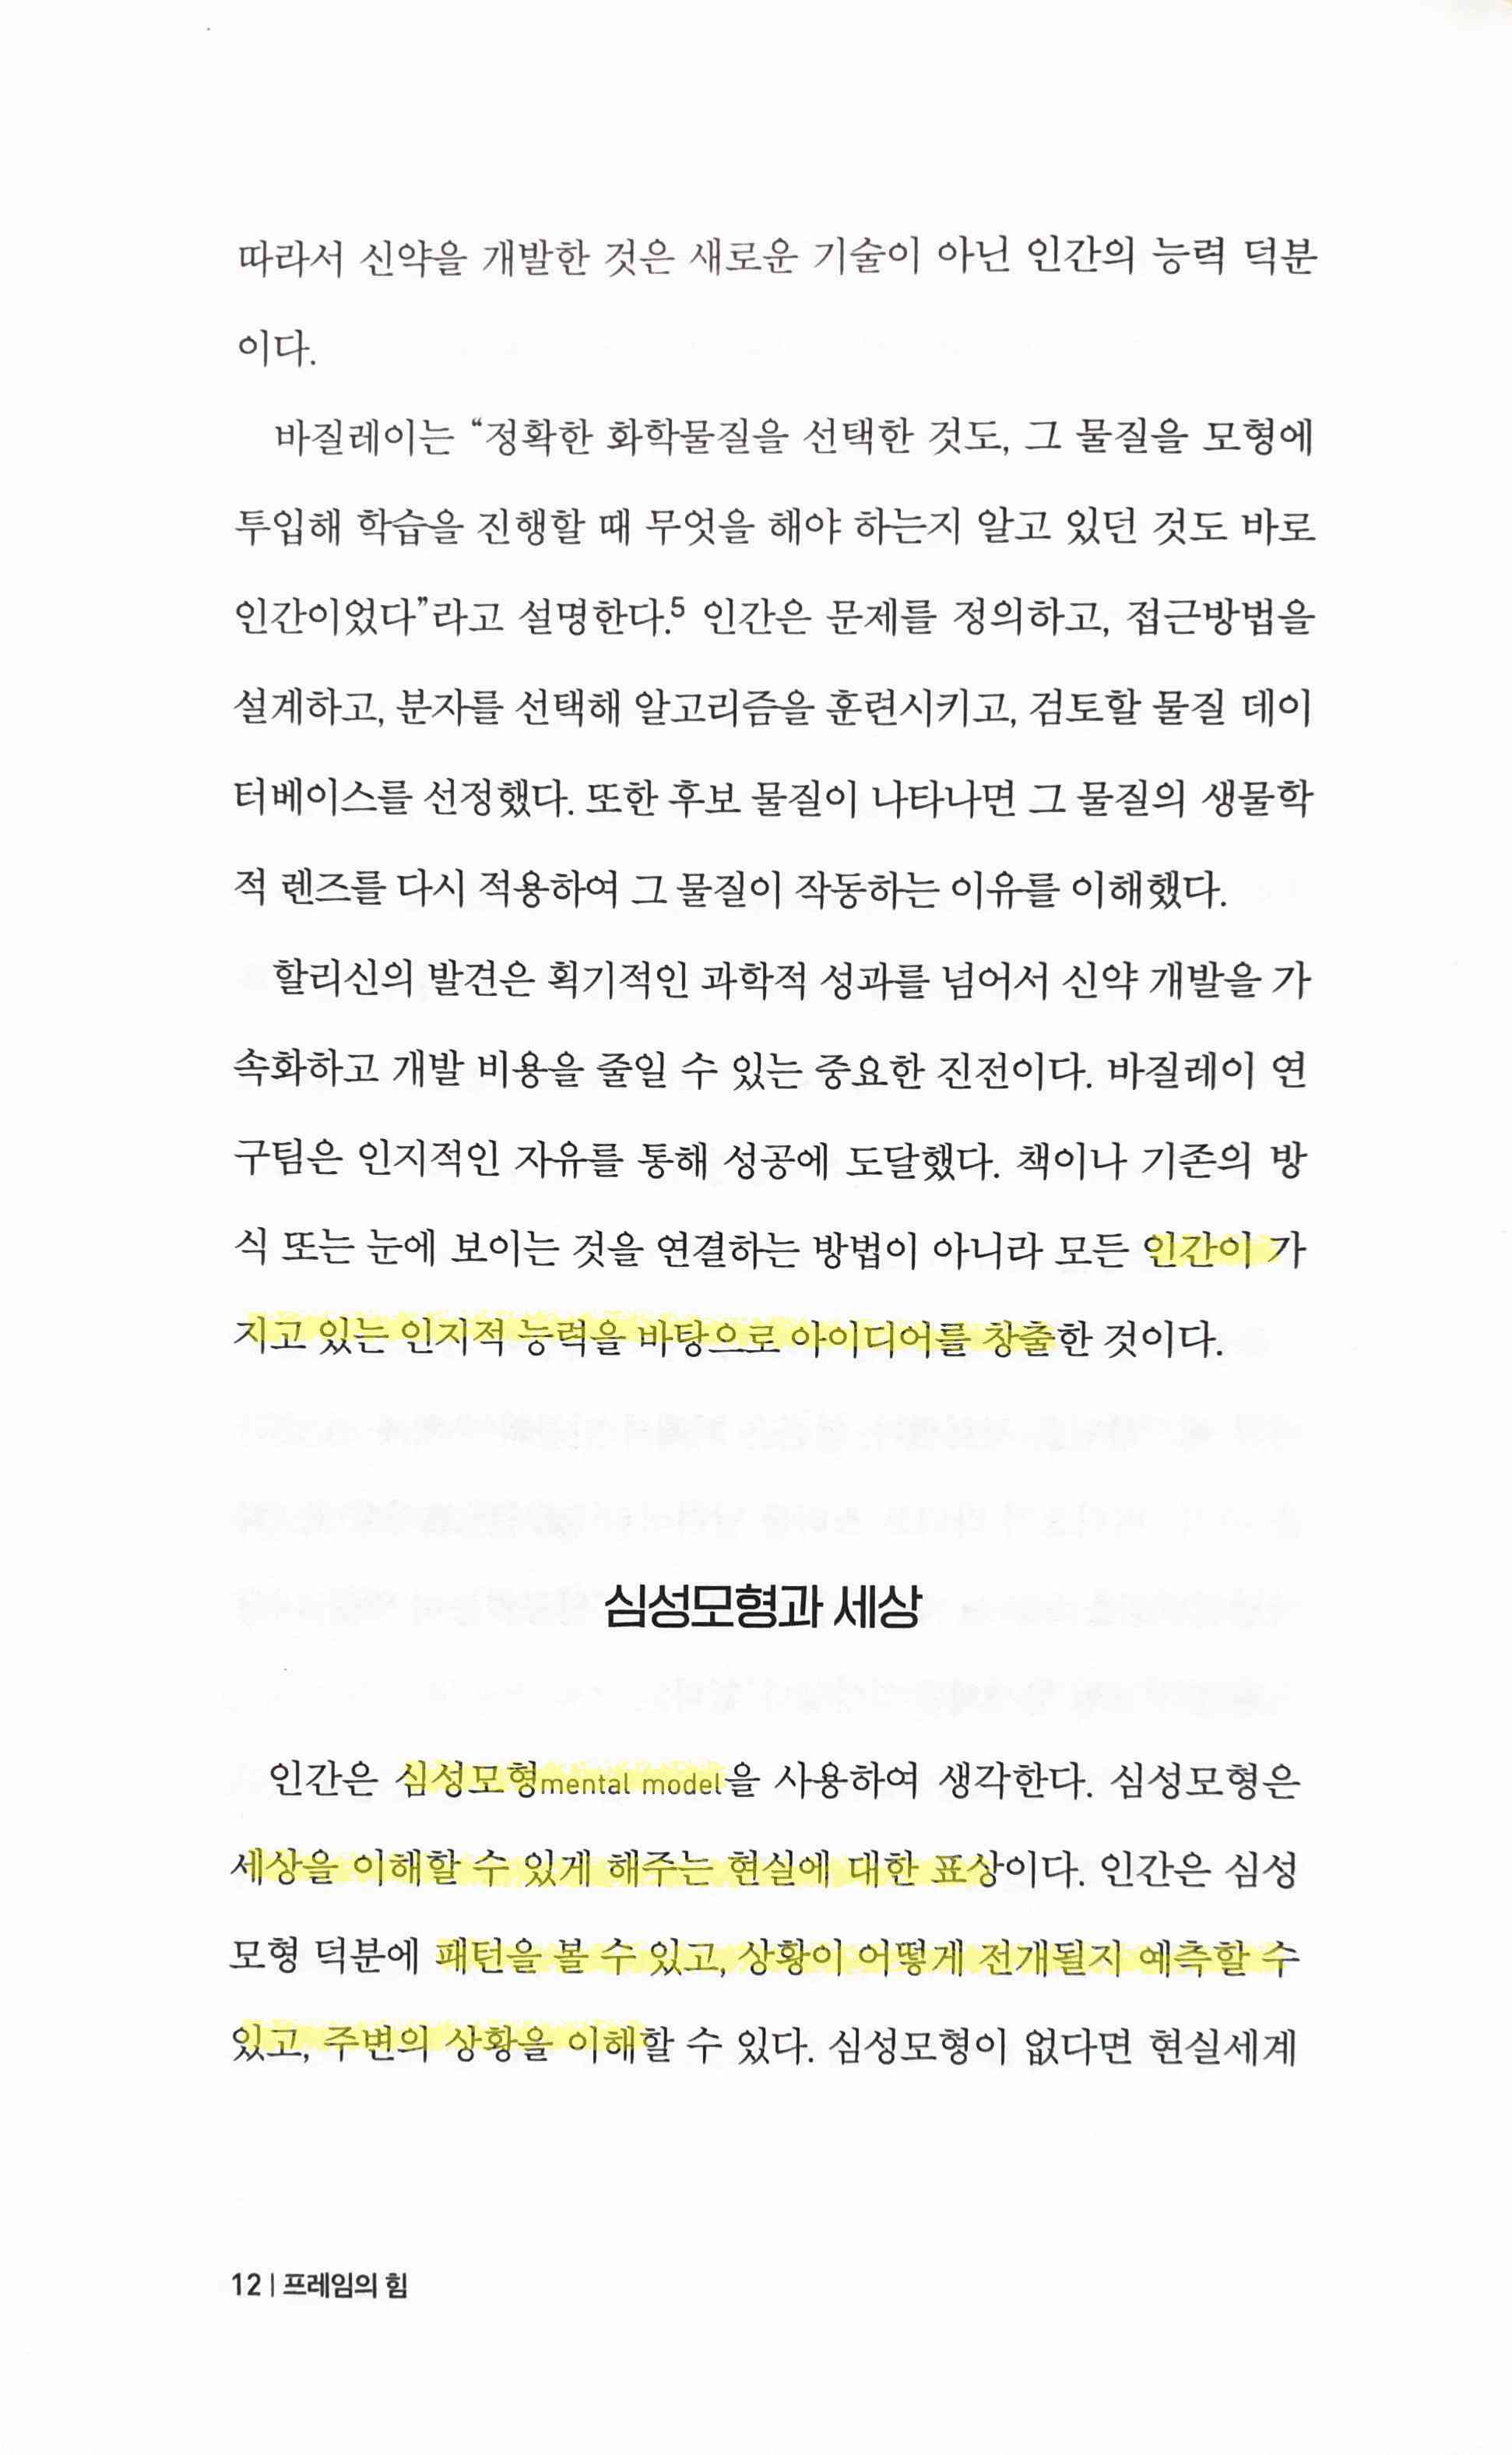 따라서 신약을 개발한 것은 새로운 기술이 아닌 인간의 능력 덕분
이다.
바질레이는 “정확한 화학물질을 선택한 것도, 그 물질을 모형에
투입해 학습을 진행할 때 무엇을 해야 하는지 알고 있던 것도 바로
인간이었다”라고 설명한다.⁵ 인간은 문제를 정의하고, 접근방법을
설계하고, 분자를 선택해 알고리즘을 훈련시키고, 검토할 물질 데이
터베이스를 선정했다. 또한 후보 물질이 나타나면 그 물질의 생물학
적 렌즈를 다시 적용하여 그 물질이 작동하는 이유를 이해했다.
할리신의 발견은 획기적인 과학적 성과를 넘어서 신약 개발을 가
속화하고 개발 비용을 줄일 수 있는 중요한 진전이다. 바질레이 연
구팀은 인지적인 자유를 통해 성공에 도달했다. 책이나 기존의 방
식 또는 눈에 보이는 것을 연결하는 방법이 아니라 모든 인간이 가
지고 있는 인지적 능력을 바탕으로 아이디어를 창출한 것이다.
심성모형과 세상
인간은 심성모형mental model을 사용하여 생각한다. 심성모형은
세상을 이해할 수 있게 해주는 현실에 대한 표상이다. 인간은 심성
모형 덕분에 패턴을 볼 수 있고, 상황이 어떻게 전개될지 예측할 수
있고, 주변의 상황을 이해할 수 있다. 심성모형이 없다면 현실세계
12 | 프레임의 힘